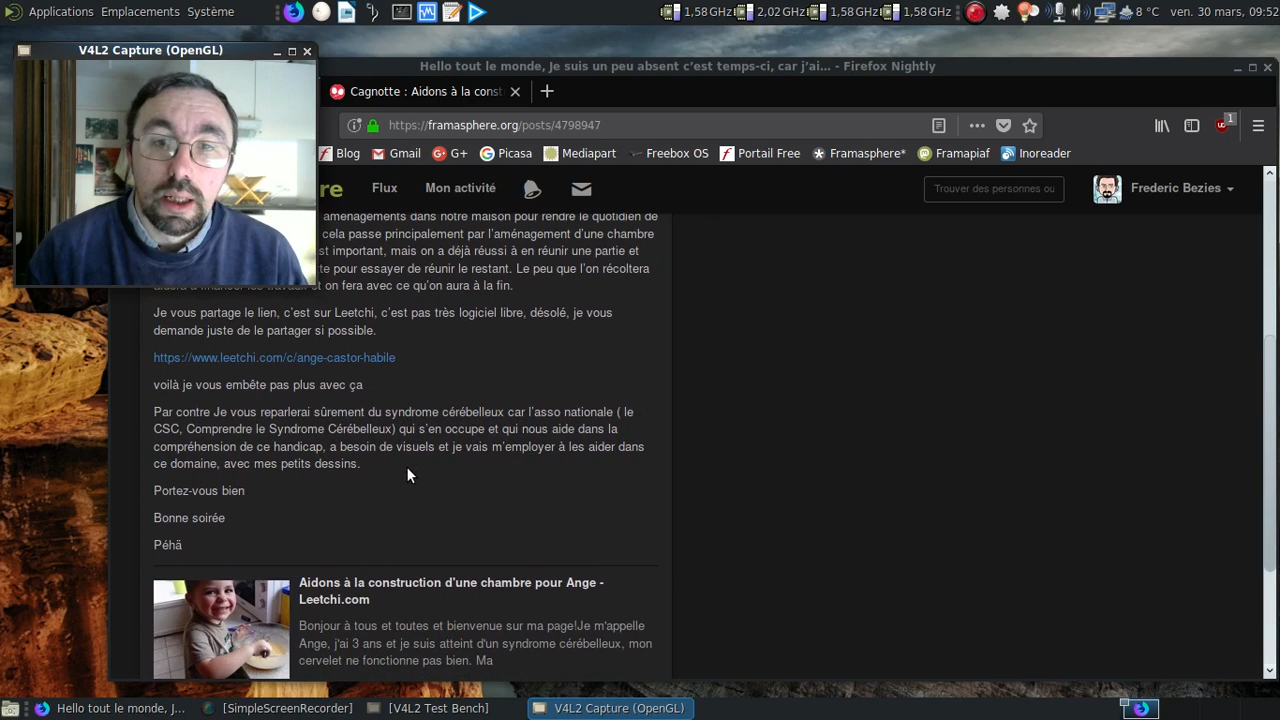 Applications Emplacements Système
1,58 GHz 2,02 GHz 1,58 GHz 1,58 GHz 8 °C ven. 30 mars, 09:52
V4L2 Capture (OpenGL)
Hello tout le monde, Je suis un peu absent c’est temps-ci, car j’ai… - Firefox Nightly
Cagnotte : Aidons à la const
https://framasphere.org/posts/4798947
1
Blog Gmail G+ Picasa Mediapart Freebox OS Portail Free Framasphere* Framapiaf Inoreader
re Flux Mon activité Trouver des personnes ou Frederic Bezies
aménagements dans notre maison pour rendre le quotidien de
cela passe principalement par l’aménagement d’une chambre
st important, mais on a déjà réussi à en réunir une partie et
te pour essayer de réunir le restant. Le peu que l’on récoltera
on fera avec ce qu’on aura à la fin.
Je vous partage le lien, c’est sur Leetchi, c’est pas très logiciel libre, désolé, je vous
demande juste de le partager si possible.
https://www.leetchi.com/c/ange-castor-habile
voilà je vous embête pas plus avec ça
Par contre Je vous reparlerai sûrement du syndrome cérébelleux car l’asso nationale ( le
CSC, Comprendre le Syndrome Cérébelleux) qui s’en occupe et qui nous aide dans la
compréhension de ce handicap, a besoin de visuels et je vais m’employer à les aider dans
ce domaine, avec mes petits dessins.
Portez-vous bien
Bonne soirée
Péhä
Aidons à la construction d'une chambre pour Ange -
Leetchi.com
Bonjour à tous et toutes et bienvenue sur ma page!Je m'appelle
Ange, j'ai 3 ans et je suis atteint d'un syndrome cérébelleux, mon
cervelet ne fonctionne pas bien. Ma
Hello tout le monde, J... [SimpleScreenRecorder] [V4L2 Test Bench] V4L2 Capture (OpenGL)